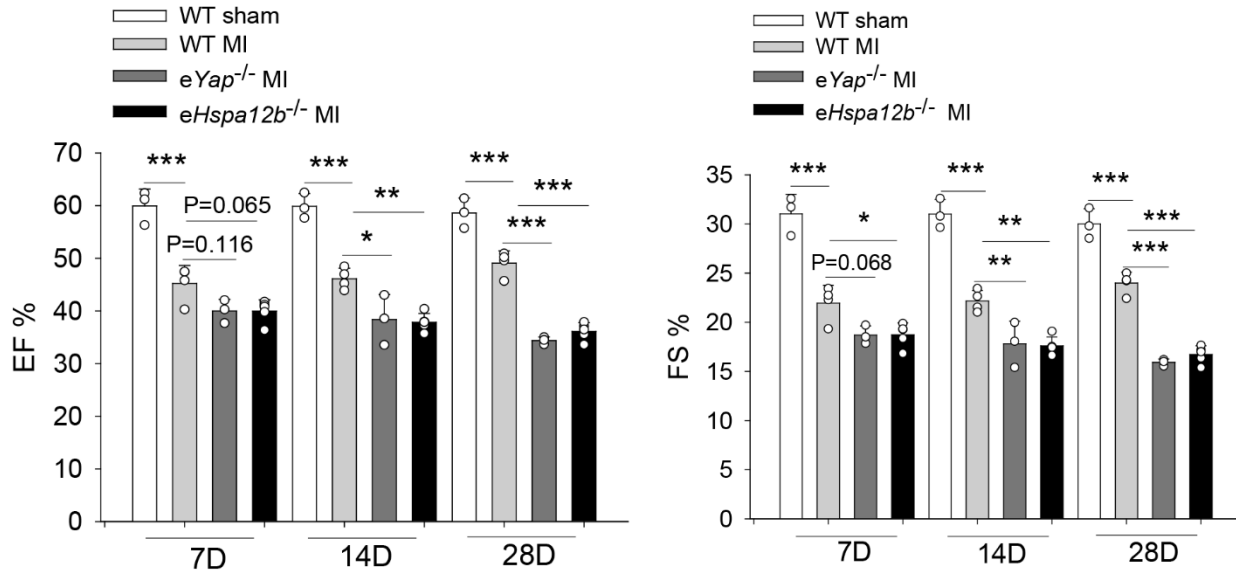 WT sham
WT MI
eYap-/- MI
eHspa12b-/- MI
EF %
70
60
50
40
30
20
10
0
***
P=0.065
P=0.116
***
**
*
***
***
***
7D
14D
28D
WT sham
WT MI
eYap-/- MI
eHspa12b-/- MI
FS %
35
30
25
20
15
10
5
0
***
*
P=0.068
***
**
**
***
***
***
7D
14D
28D